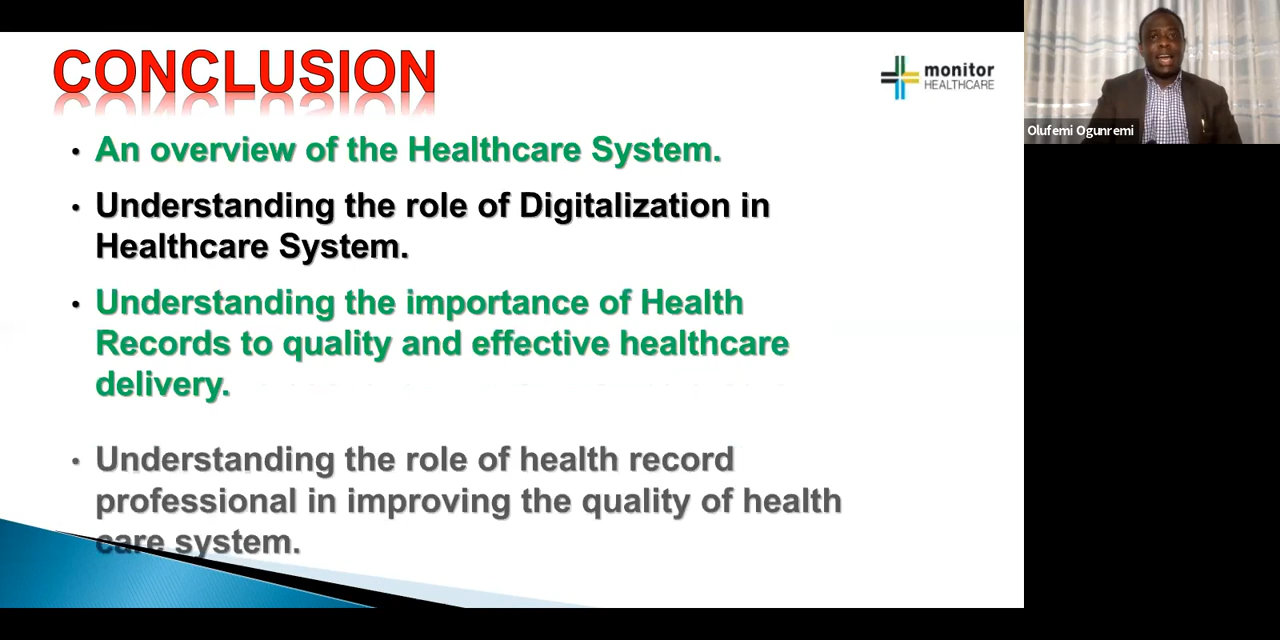 CONCLUSION
monitor
HEALTHCARE
Olufemi Ogunremi
• An overview of the Healthcare System.
• Understanding the role of Digitalization in
Healthcare System.
• Understanding the importance of Health
Records to quality and effective healthcare
delivery.
• Understanding the role of health record
professional in improving the quality of health
care system.